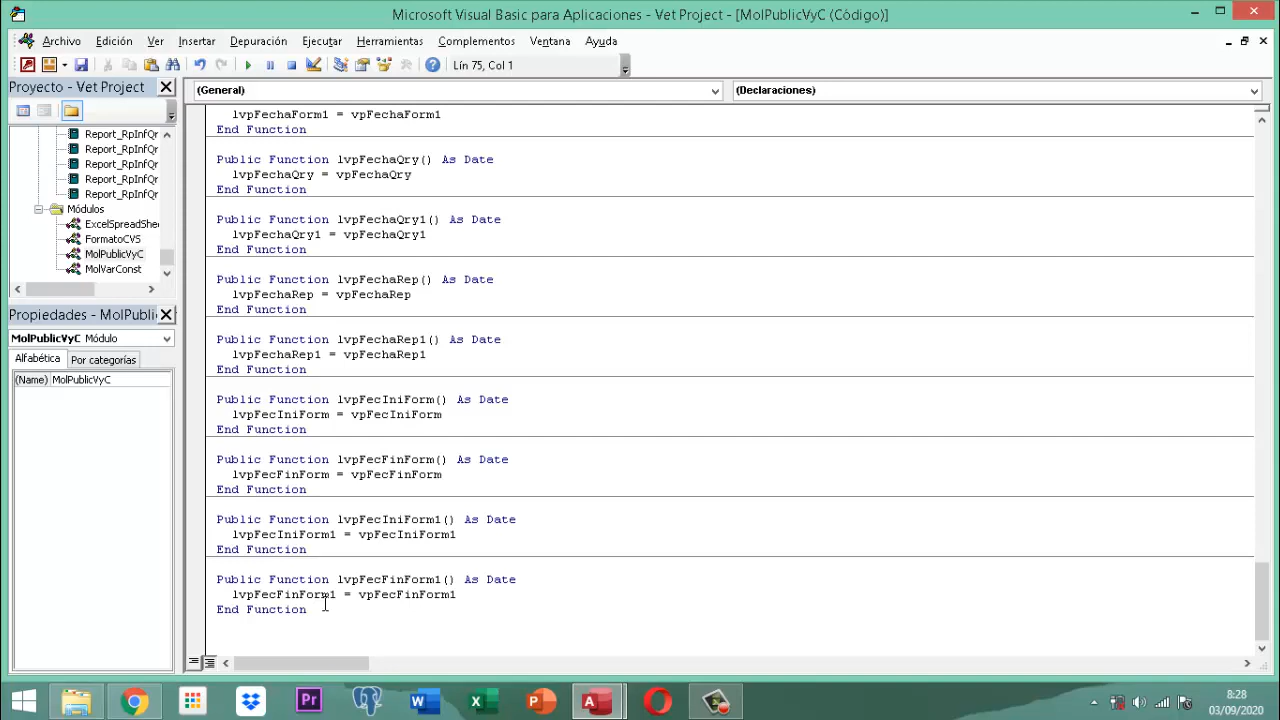 Microsoft Visual Basic para Aplicaciones - Vet Project - [MolPublicVyC (Código)]
Archivo Edición Ver Insertar Depuración Ejecutar Herramientas Complementos Ventana Ayuda
Lín 75, Col 1
Proyecto - Vet Project
(General)
(Declaraciones)
Report_RpInfQr
Report_RpInfQr
Report_RpInfQr
Report_RpInfQr
Report_RpInfQr
Módulos
ExcelSpreadShe
FormatoCVS
MolPublicVyC
MolVarConst
Propiedades - MolPubli
MolPublicVyC Módulo
Alfabética Por categorías
(Name) MolPublicVyC
lvpFechaForm1 = vpFechaForm1
End Function
Public Function lvpFechaQry() As Date
lvpFechaQry = vpFechaQry
End Function
Public Function lvpFechaQry1() As Date
lvpFechaQry1 = vpFechaQry1
End Function
Public Function lvpFechaRep() As Date
lvpFechaRep = vpFechaRep
End Function
Public Function lvpFechaRep1() As Date
lvpFechaRep1 = vpFechaRep1
End Function
Public Function lvpFecIniForm() As Date
lvpFecIniForm = vpFecIniForm
End Function
Public Function lvpFecFinForm() As Date
lvpFecFinForm = vpFecFinForm
End Function
Public Function lvpFecIniForm1() As Date
lvpFecIniForm1 = vpFecIniForm1
End Function
Public Function lvpFecFinForm1() As Date
lvpFecFinForm1 = vpFecFinForm1
End Function
Pr
8:28
03/09/2020